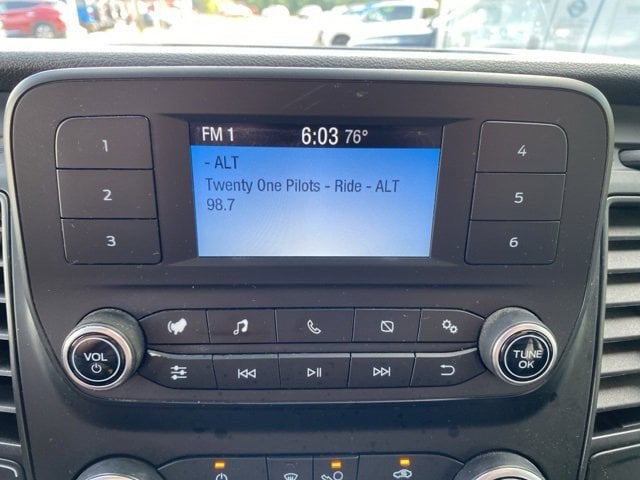 FM 1 6:03 76°
- ALT
Twenty One Pilots - Ride - ALT
98.7
1
2
3
4
5
6
VOL
TUNE
OK